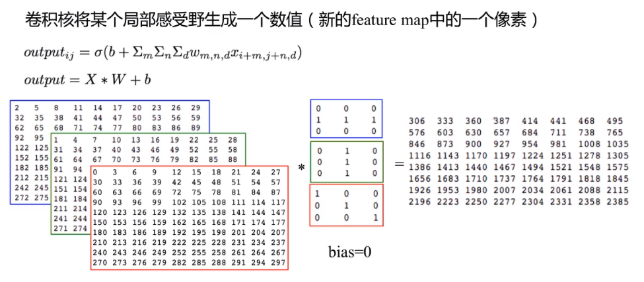 卷积核将某个局部感受野生成一个数值（新的feature map中的一个像素）
output_{ij} = σ(b + Σ_mΣ_nΣ_d w_{m,n,d}x_{i+m,j+n,d})
output = X * W + b
2 5 8 11 14 17 20 23 26 29
32 35 38 41 44 47 50 53 56 59
62 65 68 71 74 77 80 83 86 89
92 95
122 125
152 155
182 185
212 215
242 245
272 275
1 4 7 10 13 16 19 22 25 28
31 34 37 40 43 46 49 52 55 58
61 64 67 70 73 76 79 82 85 88
91 94
121 124
151 154
181 184
211 214
241 244
271 274
0 3 6 9 12 15 18 21 24 27
30 33 36 39 42 45 48 51 54 57
60 63 66 69 72 75 78 81 84 87
90 93 96 99 102 105 108 111 114 117
120 123 126 129 132 135 138 141 144 147
150 153 156 159 162 165 168 171 174 177
180 183 186 189 192 195 198 201 204 207
210 213 216 219 222 225 228 231 234 237
240 243 246 249 252 255 258 261 264 267
270 273 276 279 282 285 288 291 294 297
*
0 0 0
1 1 1
0 0 0
0 1 0
0 1 0
0 1 0
1 0 0
0 1 0
0 0 1
bias=0
=
306 333 360 387 414 441 468 495
576 603 630 657 684 711 738 765
846 873 900 927 954 981 1008 1035
1116 1143 1170 1197 1224 1251 1278 1305
1386 1413 1440 1467 1494 1521 1548 1575
1656 1683 1710 1737 1764 1791 1818 1845
1926 1953 1980 2007 2034 2061 2088 2115
2196 2223 2250 2277 2304 2331 2358 2385